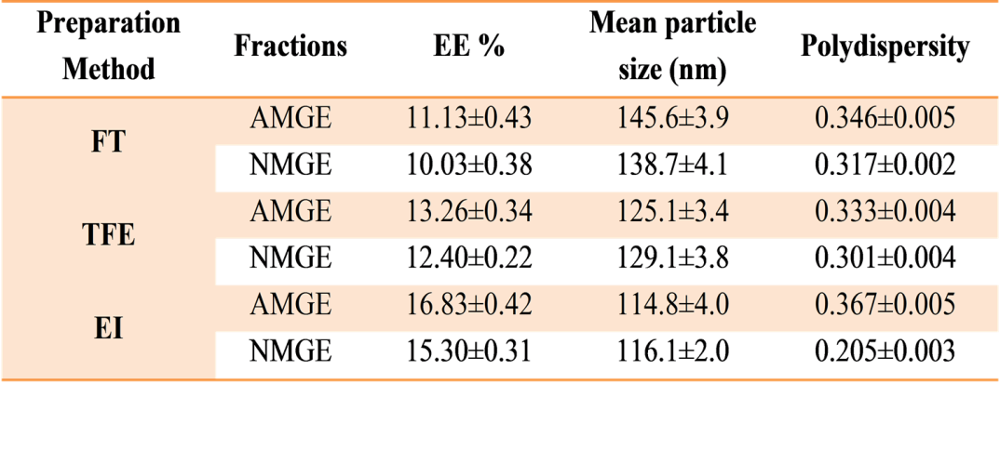 Preparation Method Fractions EE % Mean particle size (nm) Polydispersity
FT AMGE 11.13±0.43 145.6±3.9 0.346±0.005
NMGE 10.03±0.38 138.7±4.1 0.317±0.002
TFE AMGE 13.26±0.34 125.1±3.4 0.333±0.004
NMGE 12.40±0.22 129.1±3.8 0.301±0.004
EI AMGE 16.83±0.42 114.8±4.0 0.367±0.005
NMGE 15.30±0.31 116.1±2.0 0.205±0.003